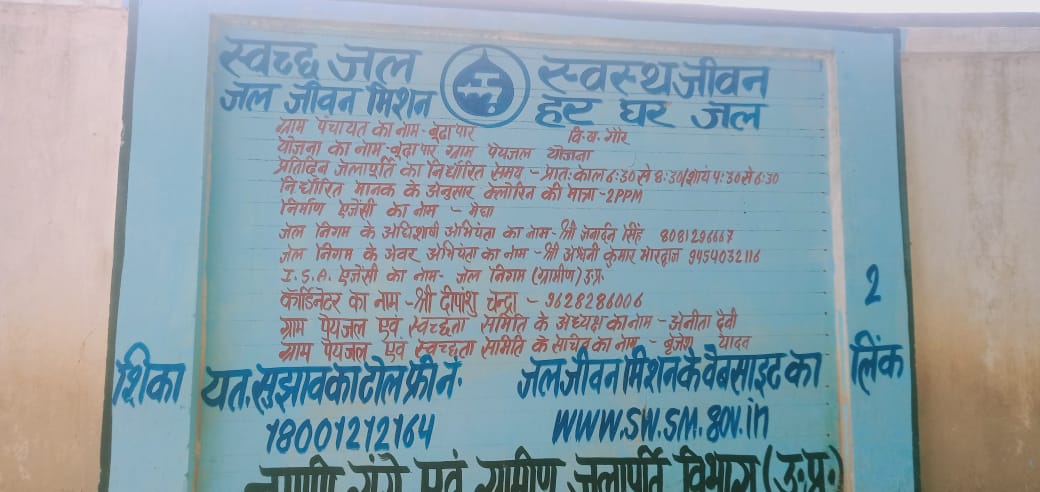 स्वच्छ जल स्वस्थ जीवन
जल जीवन मिशन हर घर जल
ग्राम पंचायत का नाम - बूढापार वि.ख. गौर
योजना का नाम - बूढापार ग्राम पेयजल योजना
प्रतिदिन जलापूर्ति का निर्धारित समय - प्रातः काल 6:30 से 8:30/शायं 4:30 से 6:30
निर्धारित मानक के अनुसार क्लोरिन की मात्रा - 2PPM
निर्माण एजेंसी का नाम - मेघा
जल निगम के अधिशाषी अभियंता का नाम - श्री जनार्दन सिंह 8081296667
जल निगम के अवर अभियंता का नाम - श्री अश्वनी कुमार भारद्वाज 9454032116
I.S.A. एजेंसी का नाम - जल निगम (ग्रामीण) उ.प्र.
कॉर्डिनेटर का नाम - श्री दीपांशु चन्द्रा - 9628286006
ग्राम पेयजल एवं स्वच्छता समिति के अध्यक्ष का नाम - अनीता देवी
ग्राम पेयजल एवं स्वच्छता समिति के सचिव का नाम - बृजेश यादव
2
शिकायत.सुझाव का टोल फ्री नं. जल जीवन मिशन के वेबसाइट का लिंक
18001212164 www.sw.sm.gov.in
नमामि गंगे एवं ग्रामीण जलापूर्ति विभाग (उ.प्र.)